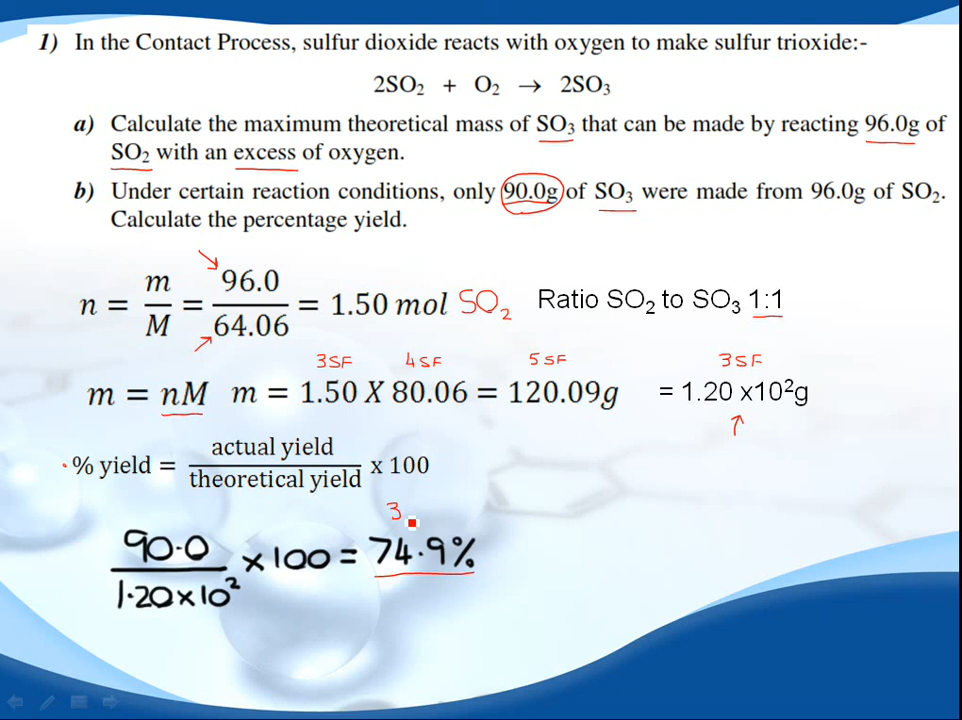 1) In the Contact Process, sulfur dioxide reacts with oxygen to make sulfur trioxide:-
2SO₂ + O₂ → 2SO₃
a) Calculate the maximum theoretical mass of SO₃ that can be made by reacting 96.0g of
SO₂ with an excess of oxygen.
b) Under certain reaction conditions, only 90.0g of SO₃ were made from 96.0g of SO₂.
Calculate the percentage yield.
n = m/M = 96.0/64.06 = 1.50 mol SO₂ Ratio SO₂ to SO₃ 1:1
3SF 4SF 5SF 3SF
m = nM m = 1.50 X 80.06 = 120.09g = 1.20 x10²g
% yield = actual yield/theoretical yield x 100
3
90.0/1.20x10² x 100 = 74.9%